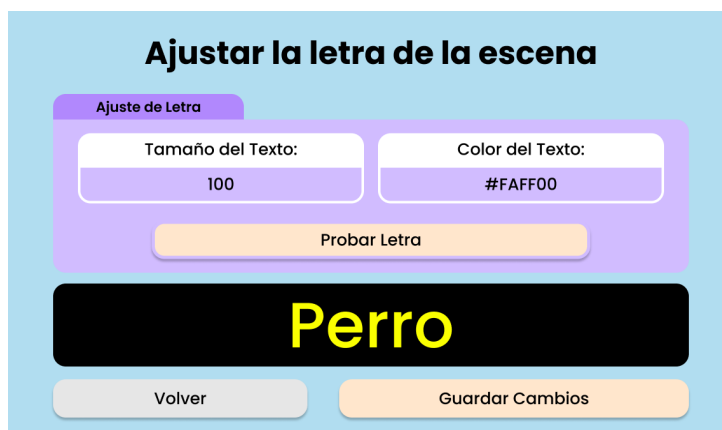 Ajustar la letra de la escena
Ajuste de Letra
Tamaño del Texto:
100
Color del Texto:
#FAFF00
Probar Letra
Perro
Volver
Guardar Cambios